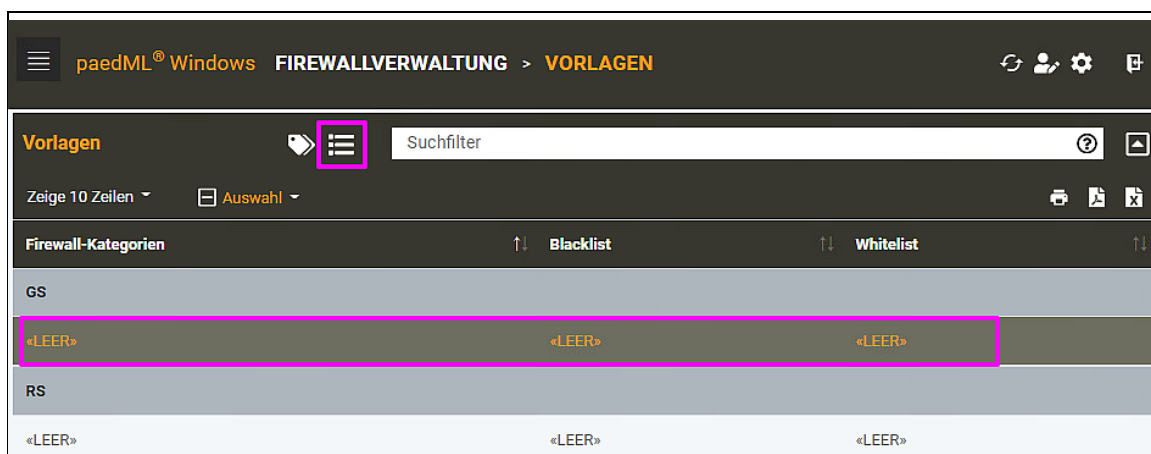 paedML® Windows FIREWALLVERWALTUNG > VORLAGEN
Vorlagen Suchfilter
Zeige 10 Zeilen Auswahl
Firewall-Kategorien Blacklist Whitelist
GS
«LEER» «LEER» «LEER»
RS
«LEER» «LEER» «LEER»